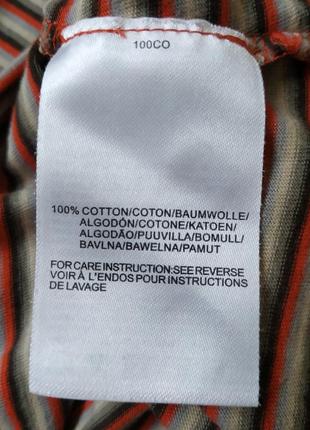 100CO
100% COTTON/COTON/BAUMWOLLE/
ALGODÓN/COTONE/KATOEN/
ALGODÃO/PUUVILLA/BOMULL/
BAVLNA/BAWELNA/PAMUT
FOR CARE INSTRUCTION:SEE REVERSE
VOIR À L'ENDOS POUR INSTRUCTIONS
DE LAVAGE